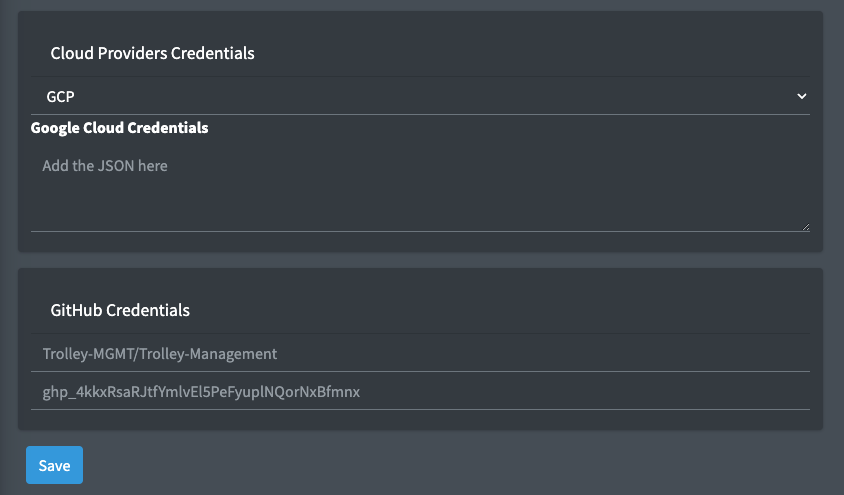 Cloud Providers Credentials
GCP
Google Cloud Credentials
Add the JSON here
GitHub Credentials
Trolley-MGMT/Trolley-Management
ghp_4kkxRsaRJtfYmlvEl5PeFyuplNQorNxBfmnx
Save